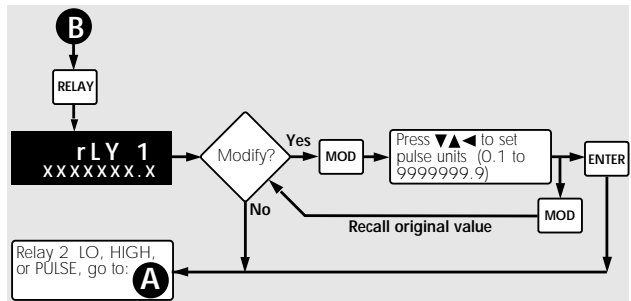 B
RELAY
rLY 1
xxxxxxx.x
Modify?
Yes
MOD
Press ▼▲◄ to set
pulse units (0.1 to
9999999.9)
ENTER
MOD
No
Recall original value
Relay 2 LO, HIGH,
or PULSE, go to:
A